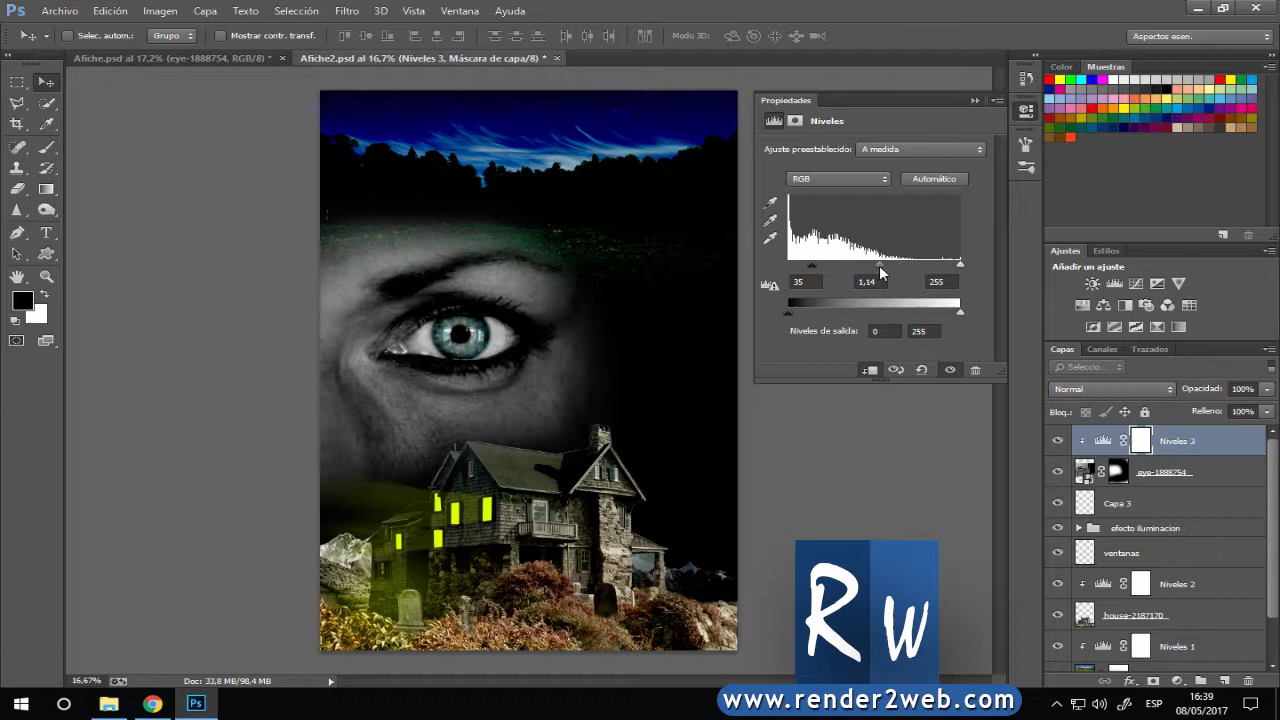 Ps Archivo Edición Imagen Capa Texto Selección Filtro 3D Vista Ventana Ayuda
Selec. autom.: Grupo Mostrar contr. transf. Modo 3D: Aspectos esen.
Afiche.psd al 17,2% (eye-1888754, RGB/8) * × Afiche2.psd al 16,7% (Niveles 3, Máscara de capa/8) * ×
Color Muestras
Propiedades
Niveles
Ajuste preestablecido: A medida
RGB Automático
35 1,14 255
Niveles de salida: 0 255
Ajustes Estilos
Añadir un ajuste
Capas Canales Trazados
Normal Opacidad: 100%
Bloq.: Relleno: 100%
Niveles 3
eye-1888754
Capa 3
efecto iluminacion
ventanas
Niveles 2
house-2187170
Niveles 1
RW
16,67% Doc: 33,8 MB/98,4 MB
www.render2web.com
Ps ESP 16:39
08/05/2017